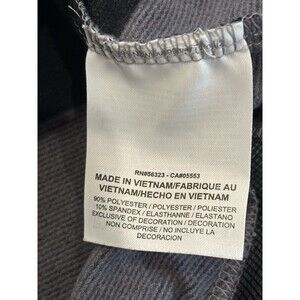 RN#56323 - CA#05553
MADE IN VIETNAM/FABRIQUE AU
VIETNAM/HECHO EN VIETNAM
90% POLYESTER / POLYESTER / POLIESTER
10% SPANDEX / ELASTHANNE / ELASTANO
EXCLUSIVE OF DECORATION / DECORATION
NON COMPRISE / NO INCLUYE LA
DECORACION